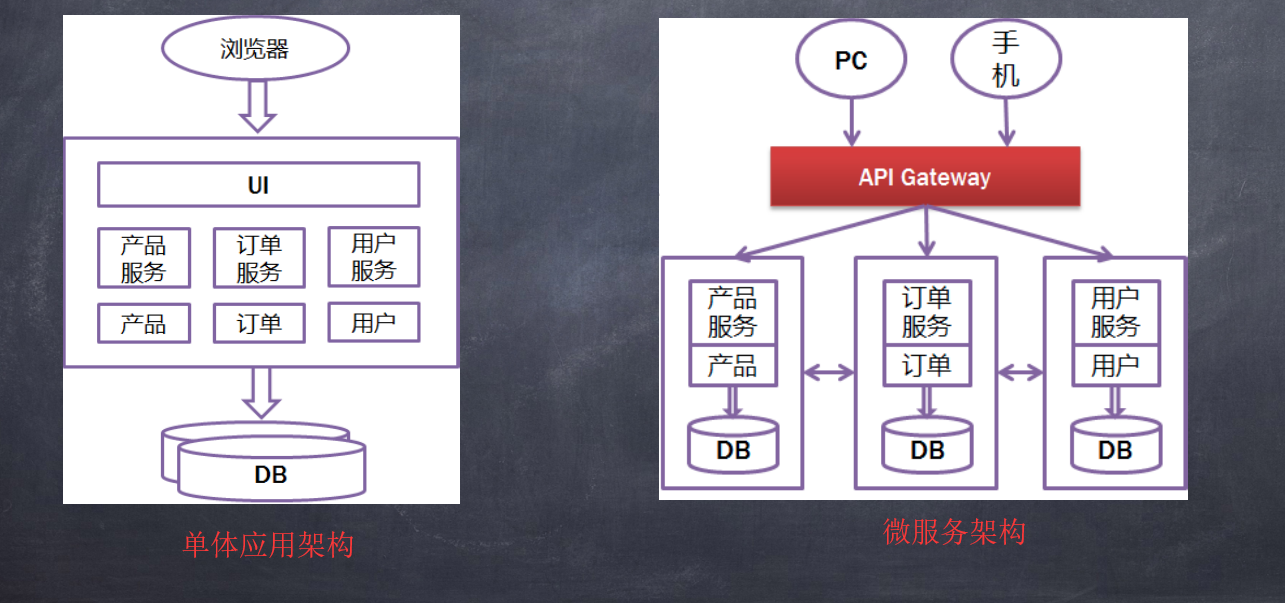 浏览器
UI
产品
服务
订单
服务
用户
服务
产品
订单
用户
DB
单体应用架构
PC
手
机
API Gateway
产品
服务
产品
DB
订单
服务
订单
DB
用户
服务
用户
DB
微服务架构